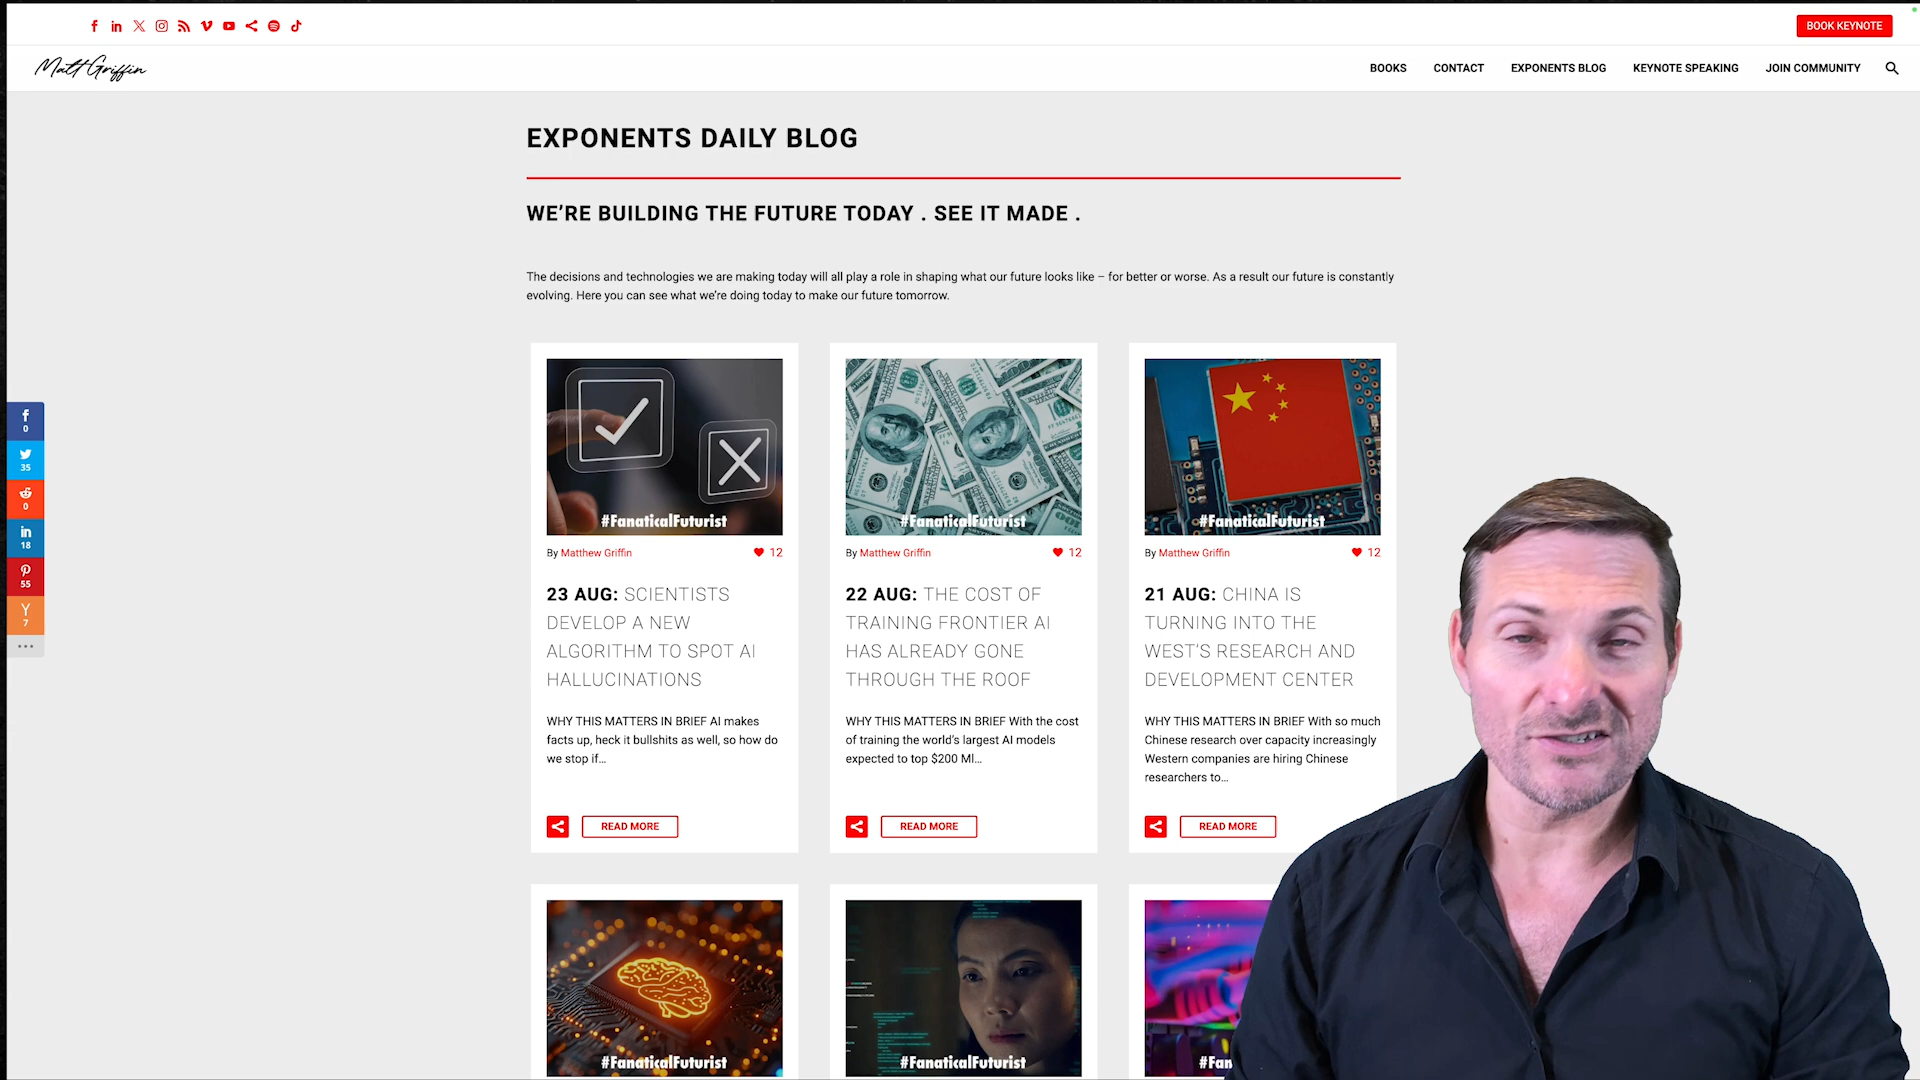 BOOK KEYNOTE
Matt Griffin
BOOKS CONTACT EXPONENTS BLOG KEYNOTE SPEAKING JOIN COMMUNITY
EXPONENTS DAILY BLOG
WE’RE BUILDING THE FUTURE TODAY . SEE IT MADE .
The decisions and technologies we are making today will all play a role in shaping what our future looks like – for better or worse. As a result our future is constantly
evolving. Here you can see what we’re doing today to make our future tomorrow.
0
35
0
18
55
7
#FanaticalFuturist
By Matthew Griffin 12
23 AUG: SCIENTISTS
DEVELOP A NEW
ALGORITHM TO SPOT AI
HALLUCINATIONS
WHY THIS MATTERS IN BRIEF AI makes
facts up, heck it bullshits as well, so how do
we stop if...
READ MORE
#FanaticalFuturist
By Matthew Griffin 12
22 AUG: THE COST OF
TRAINING FRONTIER AI
HAS ALREADY GONE
THROUGH THE ROOF
WHY THIS MATTERS IN BRIEF With the cost
of training the world’s largest AI models
expected to top $200 Ml...
READ MORE
#FanaticalFuturist
By Matthew Griffin 12
21 AUG: CHINA IS
TURNING INTO THE
WEST’S RESEARCH AND
DEVELOPMENT CENTER
WHY THIS MATTERS IN BRIEF With so much
Chinese research over capacity increasingly
Western companies are hiring Chinese
researchers to...
READ MORE
#FanaticalFuturist
#FanaticalFuturist
#Fan